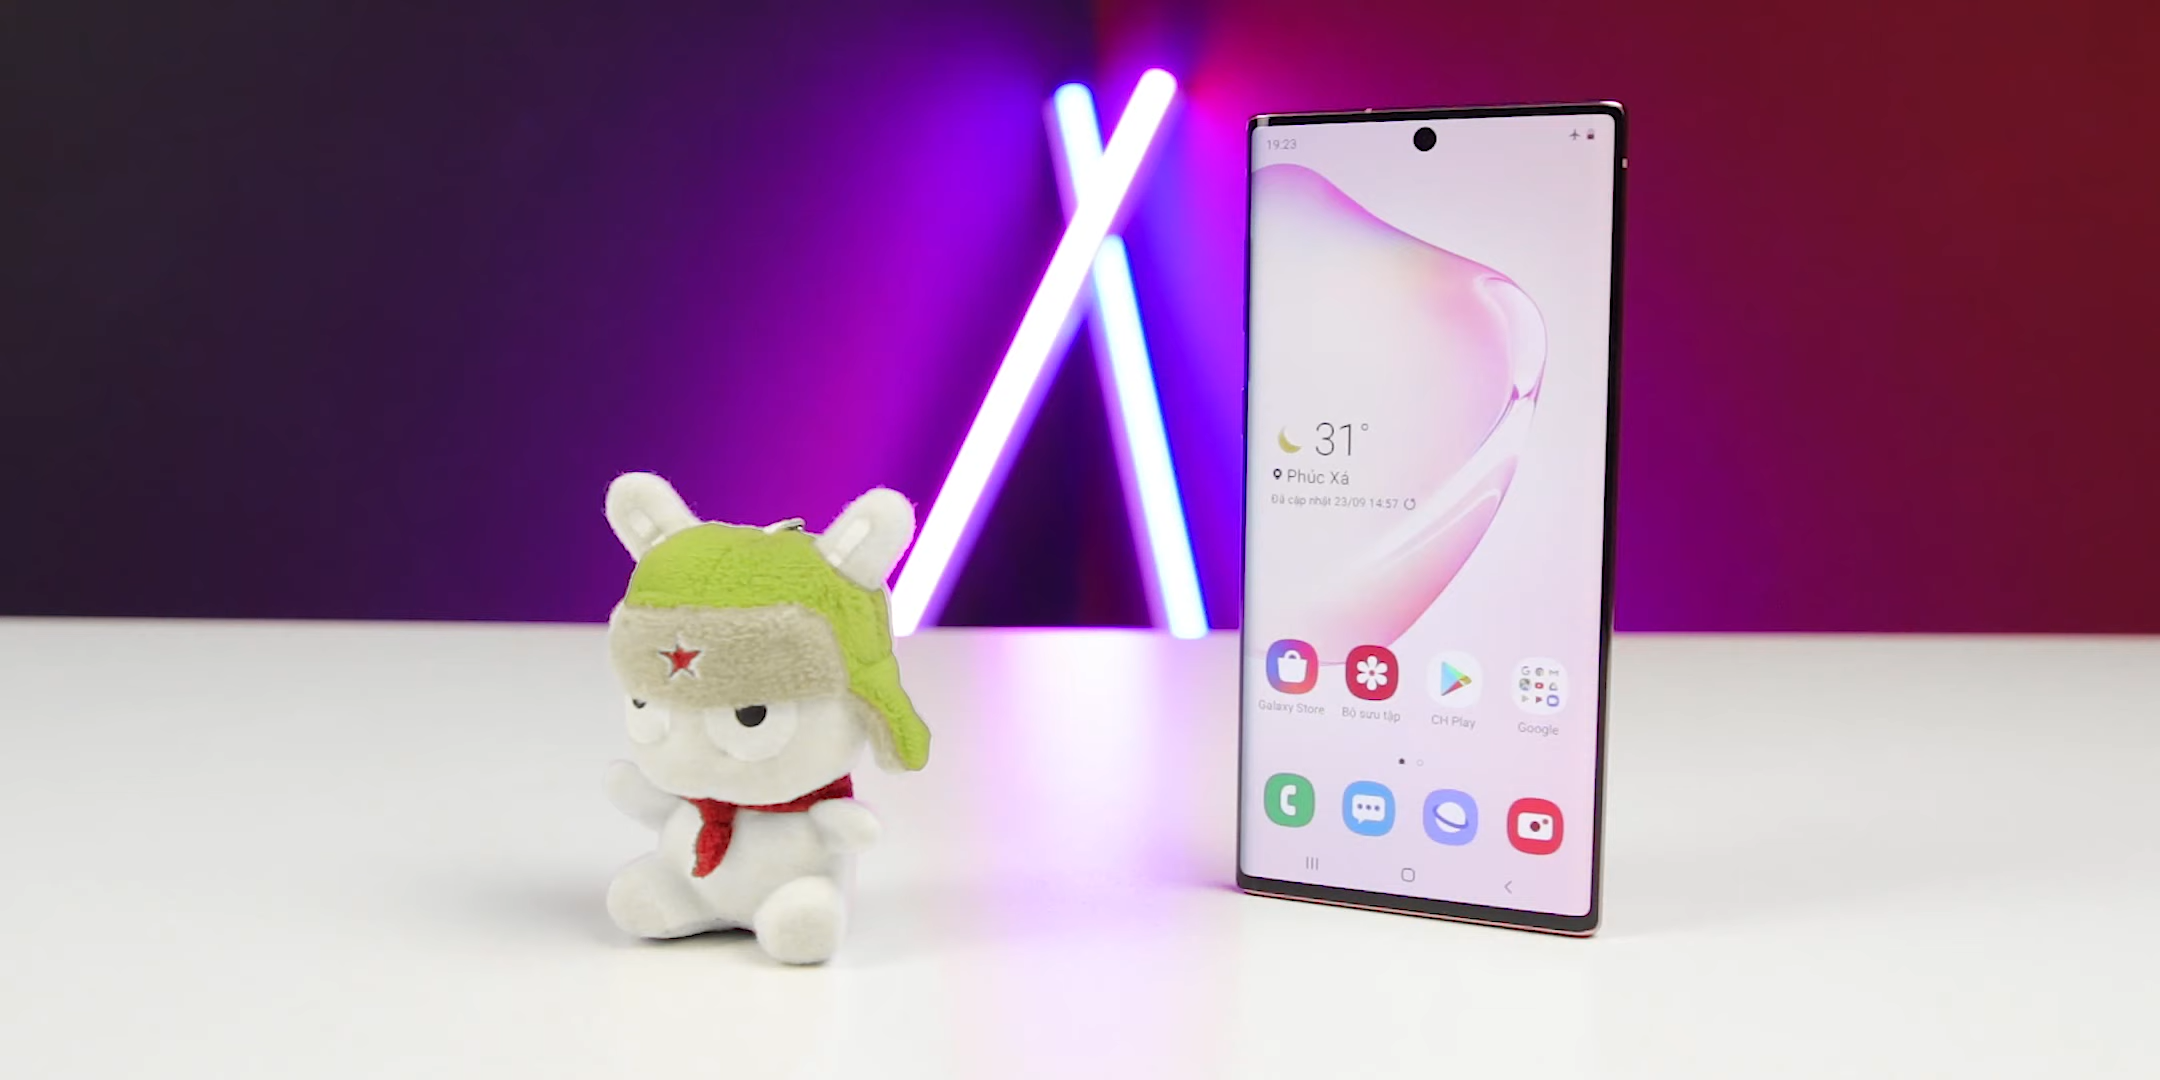 19:23
31°
Phúc Xá
Đã cập nhật 23/09 14:57
Galaxy Store
Bộ sưu tập
CH Play
Google